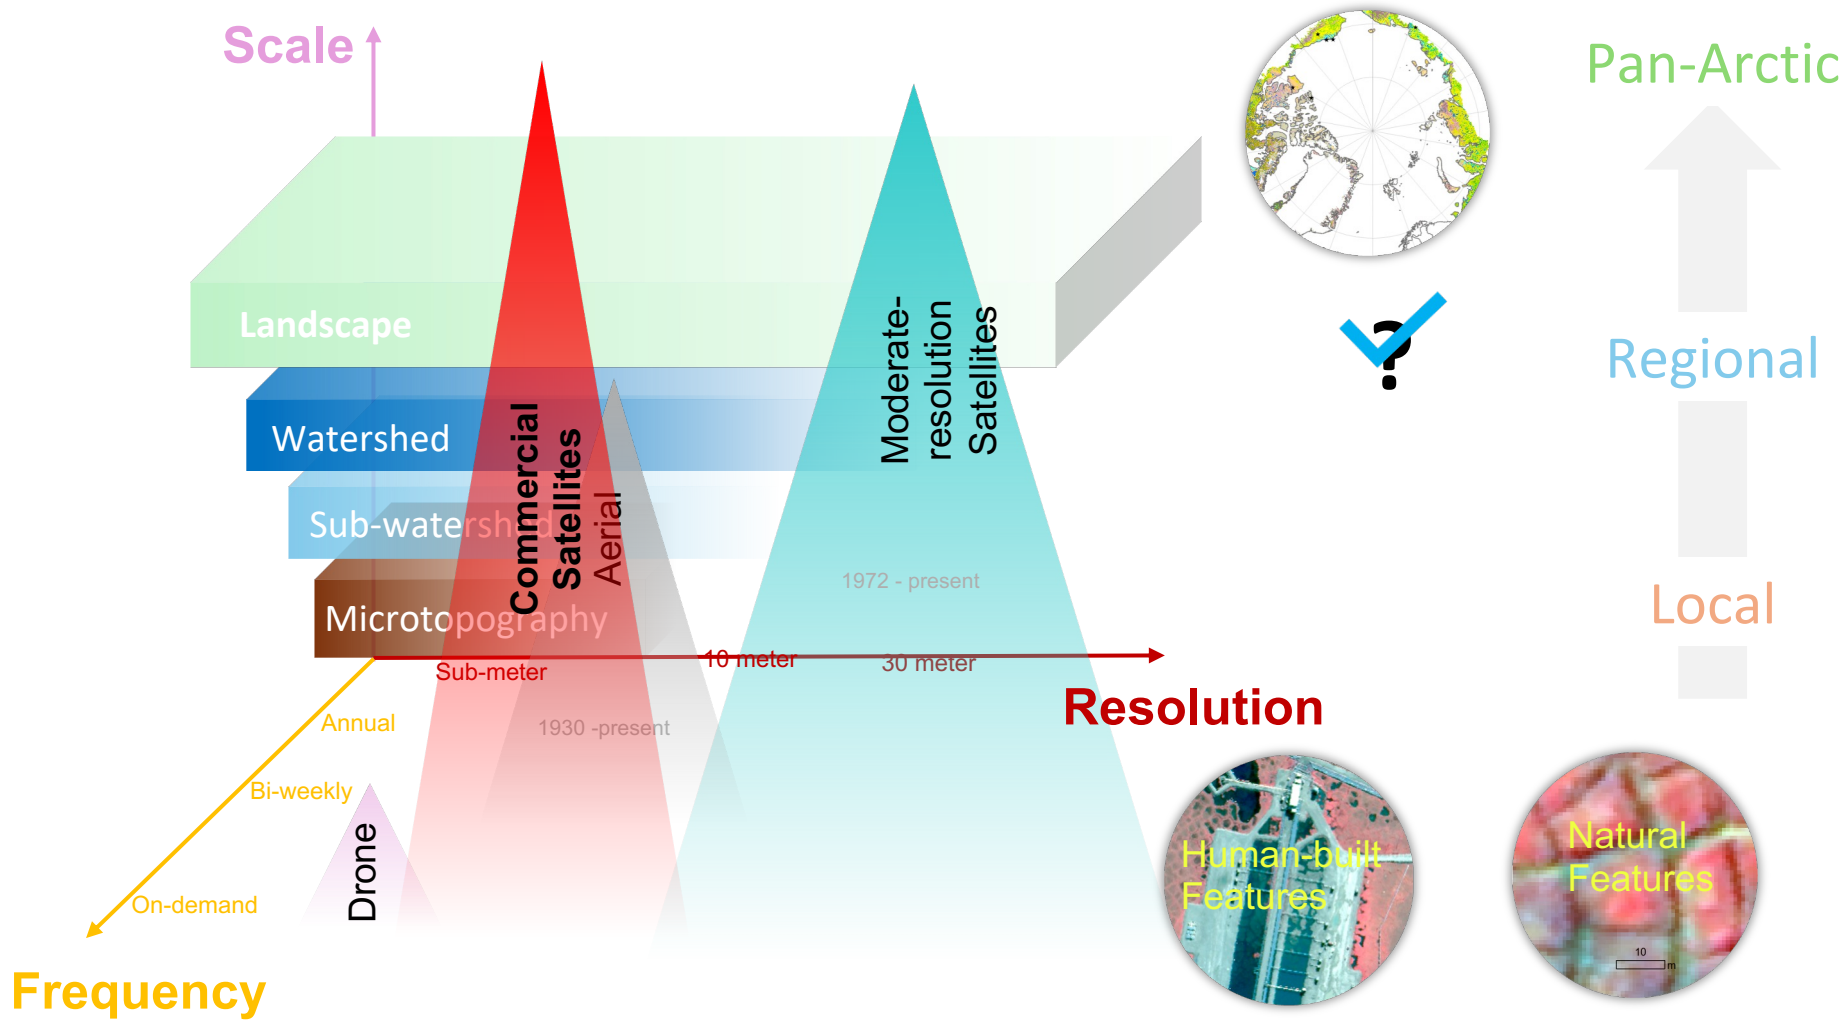 Scale
Pan-Arctic
Landscape
Moderate-
resolution
Satellites
?
Regional
Watershed
Commercial
Satellites
Aerial
Sub-watershed
1972 - present
Microtopography
Local
Sub-meter
10 meter
30 meter
Resolution
Annual
1930 -present
Bi-weekly
Drone
On-demand
Human-built
Features
Natural
Features
10
m
Frequency